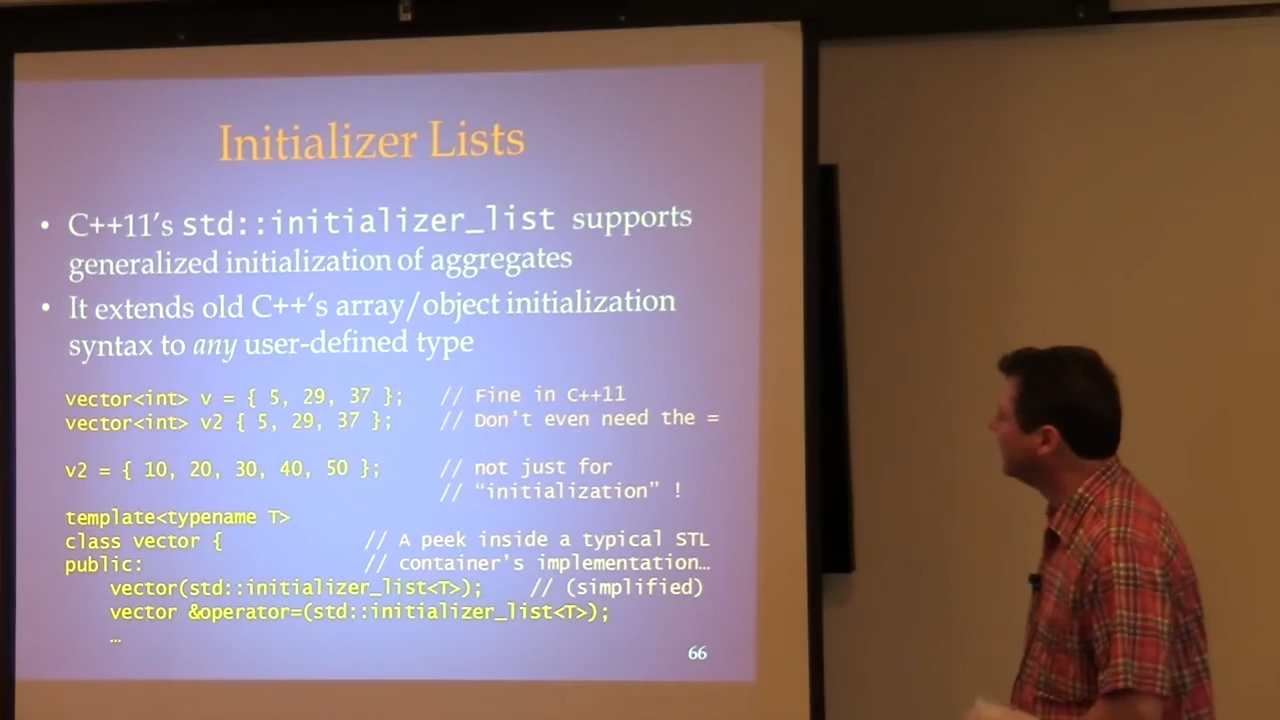 Initializer Lists
• C++11’s std::initializer_list supports
generalized initialization of aggregates
• It extends old C++’s array/object initialization
syntax to any user-defined type
vector<int> v = { 5, 29, 37 };   // Fine in C++11
vector<int> v2 { 5, 29, 37 };    // Don’t even need the =
v2 = { 10, 20, 30, 40, 50 };     // not just for
// “initialization” !
template<typename T>
class vector {             // A peek inside a typical STL
public:                    // container’s implementation…
vector(std::initializer_list<T>);    // (simplified)
vector &operator=(std::initializer_list<T>);
…
66